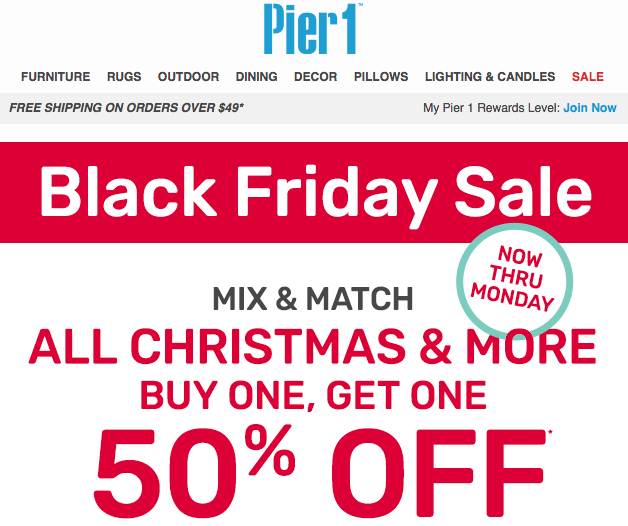 Pier 1™
FURNITURE RUGS OUTDOOR DINING DECOR PILLOWS LIGHTING & CANDLES SALE
FREE SHIPPING ON ORDERS OVER $49* My Pier 1 Rewards Level: Join Now
Black Friday Sale
NOW
THRU
MONDAY
MIX & MATCH
ALL CHRISTMAS & MORE
BUY ONE, GET ONE
50% OFF*